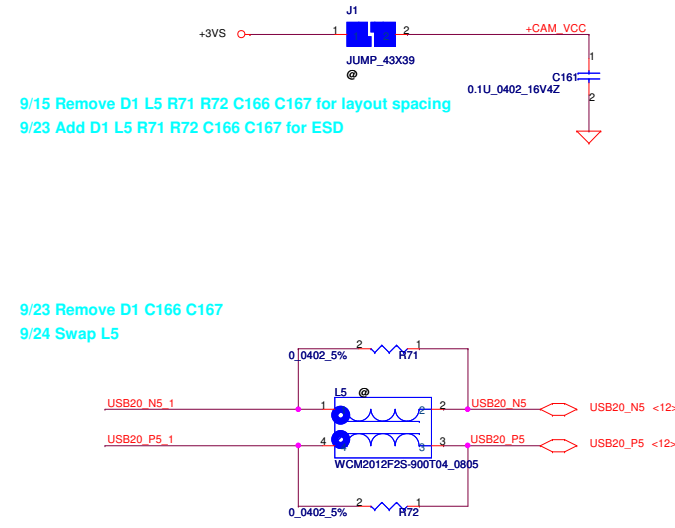 J1
+3VS 1 1 2 2 +CAM_VCC
JUMP_43X39
@
1
C161
0.1U_0402_16V4Z
2
9/15 Remove D1 L5 R71 R72 C166 C167 for layout spacing
9/23 Add D1 L5 R71 R72 C166 C167 for ESD
9/23 Remove D1 C166 C167
9/24 Swap L5
2 1
0_0402_5% R71
L5 @
USB20_N5_1 1 2 2 USB20_N5 USB20_N5 <12>
USB20_P5_1 4 4 3 3 USB20_P5 USB20_P5 <12>
WCM2012F2S-900T04_0805
2 1
0_0402_5% R72